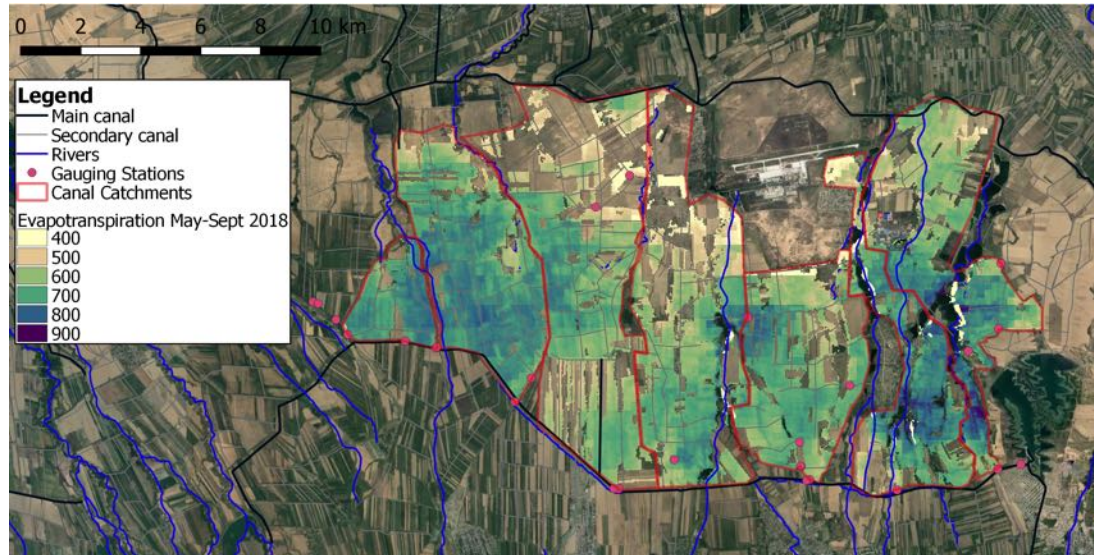 0 2 4 6 8 10 km
Legend
Main canal
Secondary canal
Rivers
Gauging Stations
Canal Catchments
Evapotranspiration May-Sept 2018
400
500
600
700
800
900